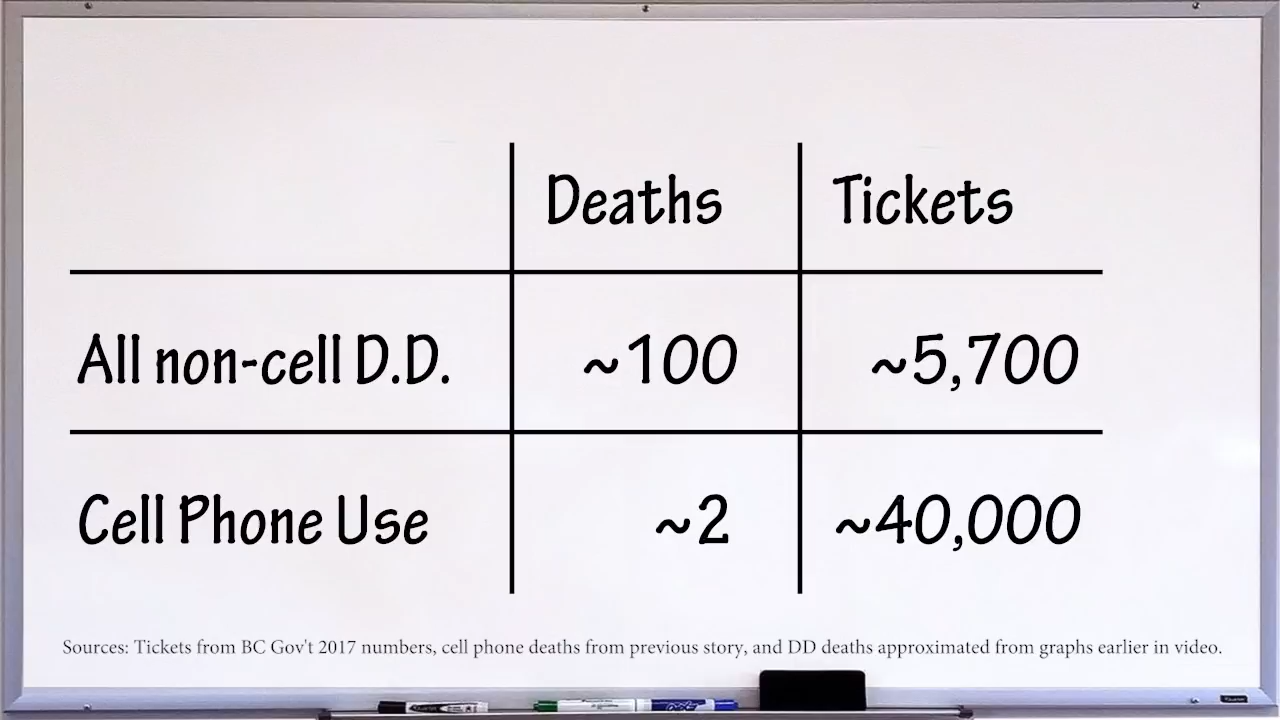 Deaths Tickets
All non-cell D.D. ~100 ~5,700
Cell Phone Use ~2 ~40,000
Sources: Tickets from BC Gov't 2017 numbers, cell phone deaths from previous story, and DD deaths approximated from graphs earlier in video.